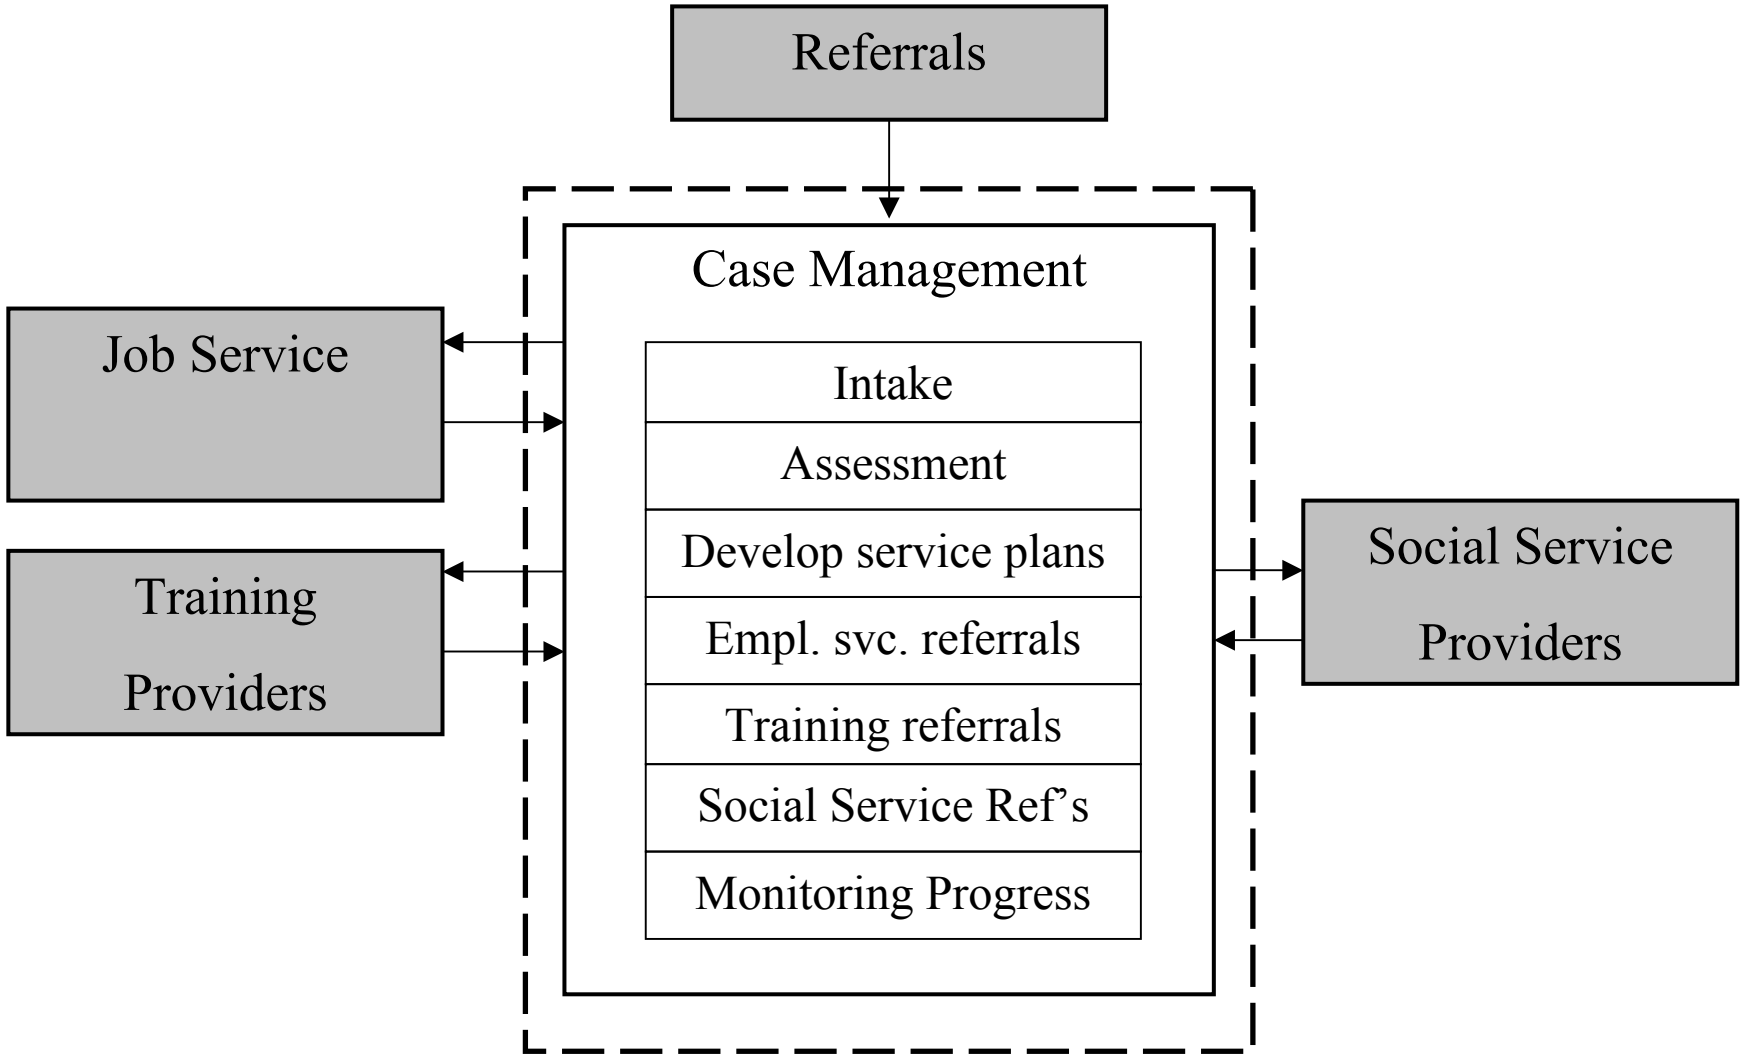 Referrals
Case Management
Job Service
Intake
Assessment
Develop service plans
Empl. svc. referrals
Training referrals
Social Service Ref’s
Monitoring Progress
Training
Providers
Social Service
Providers